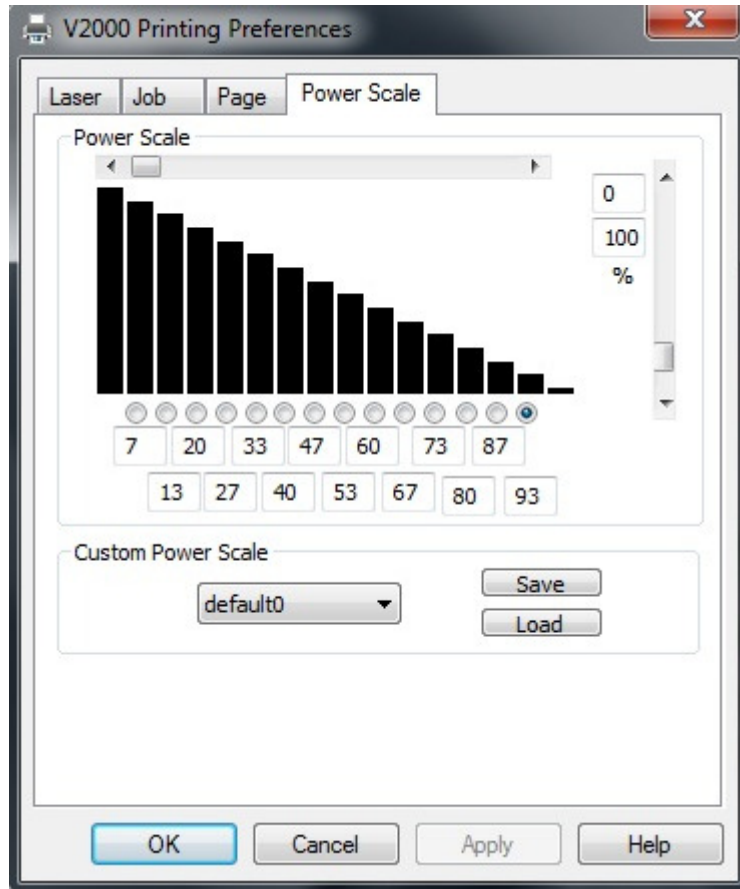 V2000 Printing Preferences
Laser Job Page Power Scale
Power Scale
0
100
%
7 20 33 47 60 73 87
13 27 40 53 67 80 93
Custom Power Scale
default0
Save
Load
OK Cancel Apply Help